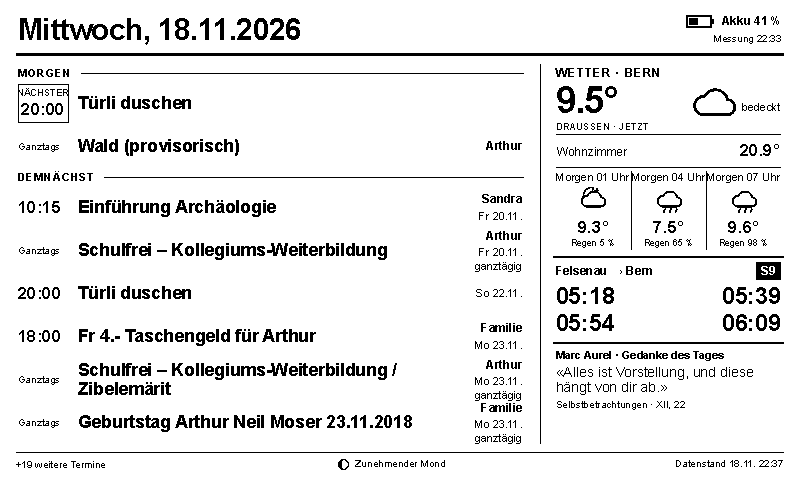 Mittwoch, 18.11.2026
Akku 41 %
Messung 22:33
MORGEN
NÄCHSTER
20:00 Türli duschen
Ganztags Wald (provisorisch) Arthur
DEMNÄCHST
10:15 Einführung Archäologie Sandra
Fr 20.11.
Ganztags Schulfrei – Kollegiums-Weiterbildung Arthur
Fr 20.11.
ganztägig
20:00 Türli duschen So 22.11.
18:00 Fr 4.- Taschengeld für Arthur Familie
Mo 23.11.
Ganztags Schulfrei – Kollegiums-Weiterbildung / Zibelemärit Arthur
Mo 23.11.
ganztägig
Ganztags Geburtstag Arthur Neil Moser 23.11.2018 Familie
Mo 23.11.
ganztägig
WETTER · BERN
9.5° bedeckt
DRAUSSEN · JETZT
Wohnzimmer 20.9°
Morgen 01 Uhr Morgen 04 Uhr Morgen 07 Uhr
9.3° 7.5° 9.6°
Regen 5 % Regen 65 % Regen 98 %
Felsenau › Bern S9
05:18 05:39
05:54 06:09
Marc Aurel · Gedanke des Tages
«Alles ist Vorstellung, und diese
hängt von dir ab.»
Selbstbetrachtungen · XII, 22
+19 weitere Termine
Zunehmender Mond
Datenstand 18.11. 22:37